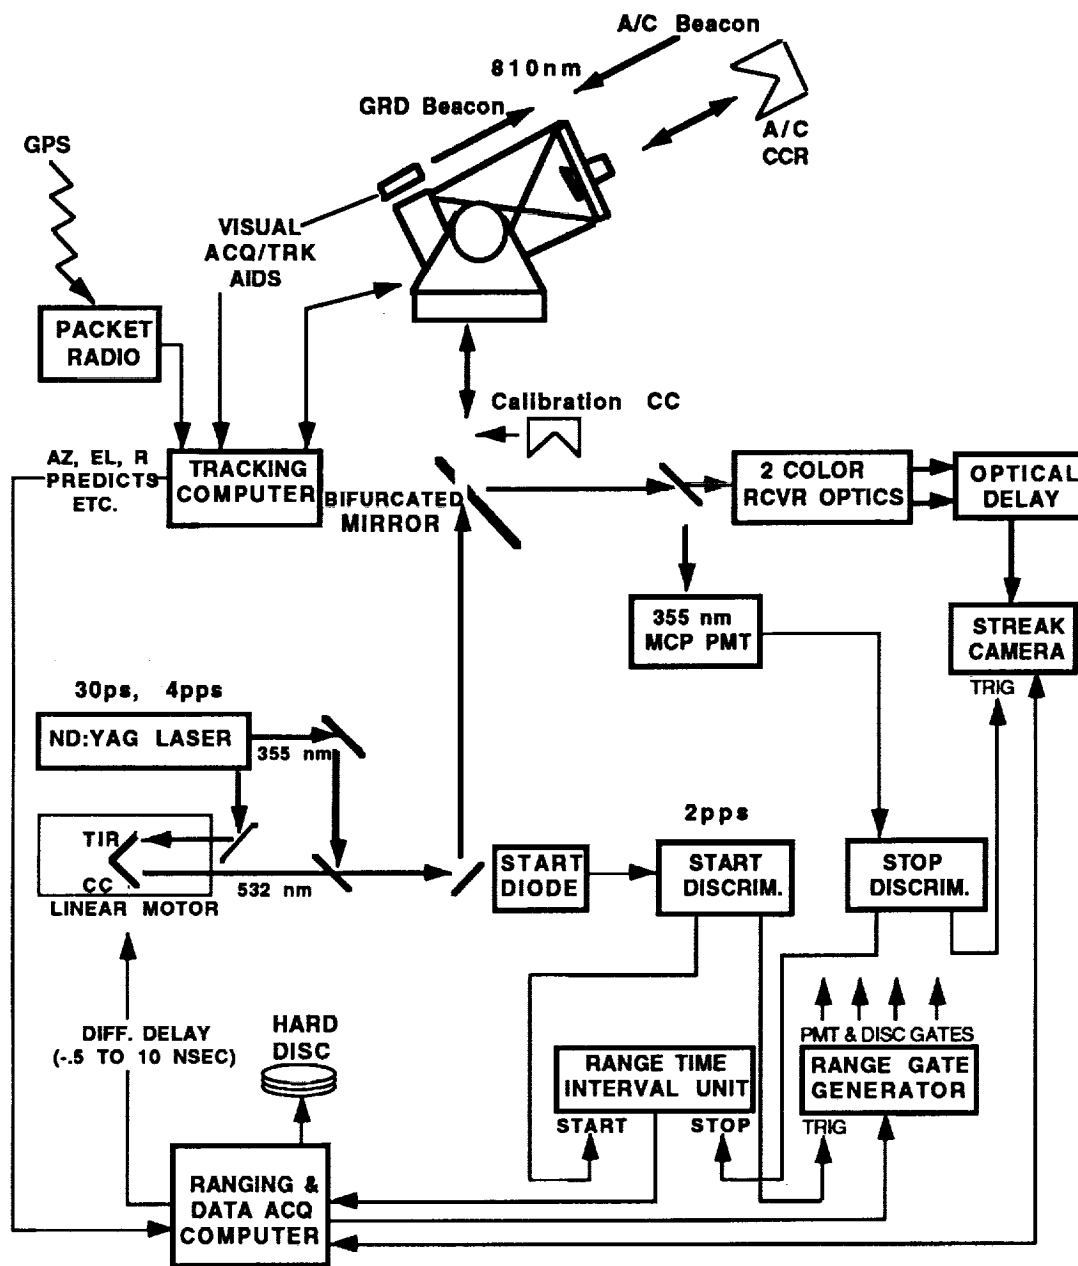 A/C Beacon
810nm
GRD Beacon
A/C
CCR
GPS
VISUAL
ACQ/TRK
AIDS
PACKET
RADIO
Calibration CC
AZ, EL, R
PREDICTS
ETC.
TRACKING
COMPUTER
BIFURCATED
MIRROR
2 COLOR
RCVR OPTICS
OPTICAL
DELAY
355 nm
MCP PMT
STREAK
CAMERA
TRIG
30ps, 4pps
ND:YAG LASER
355 nm
TIR
CC
532 nm
LINEAR MOTOR
START
DIODE
2pps
START
DISCRIM.
STOP
DISCRIM.
DIFF. DELAY
(-.5 TO 10 NSEC)
HARD
DISC
RANGE TIME
INTERVAL UNIT
START
STOP
PMT & DISC GATES
RANGE GATE
GENERATOR
TRIG
RANGING &
DATA ACQ
COMPUTER